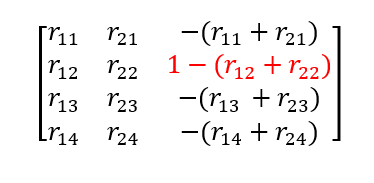 r₁₁ r₂₁ −(r₁₁ + r₂₁)
r₁₂ r₂₂ 1 − (r₁₂ + r₂₂)
r₁₃ r₂₃ −(r₁₃ + r₂₃)
r₁₄ r₂₄ −(r₁₄ + r₂₄)